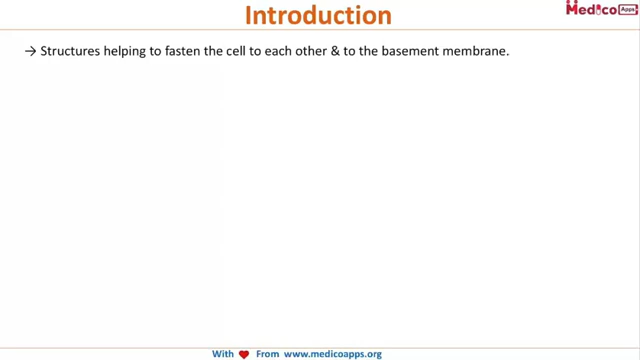 Introduction
Medico Apps
→ Structures helping to fasten the cell to each other & to the basement membrane.
With ❤ From www.medicoapps.org